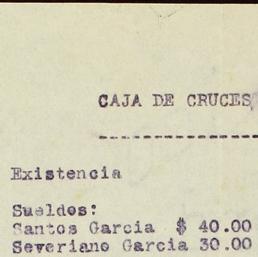 CAJA DE CRUCES
--------------
Existencia
Sueldos:
Santos Garcia $ 40.00
Severiano Garcia 30.00